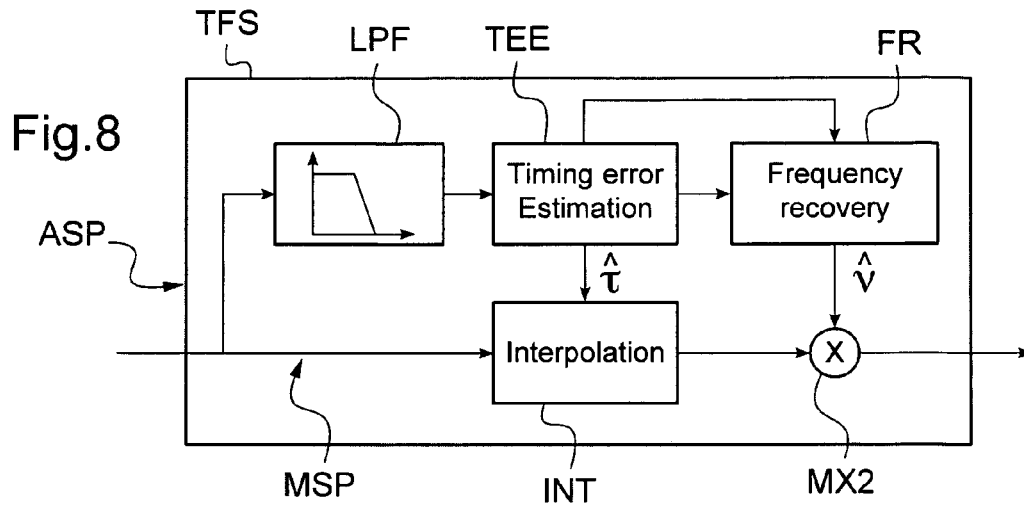 TFS
LPF
TEE
FR
Fig.8
Timing error
Estimation
Frequency
recovery
ASP
τ̂
ν̂
Interpolation
X
MSP
INT
MX2